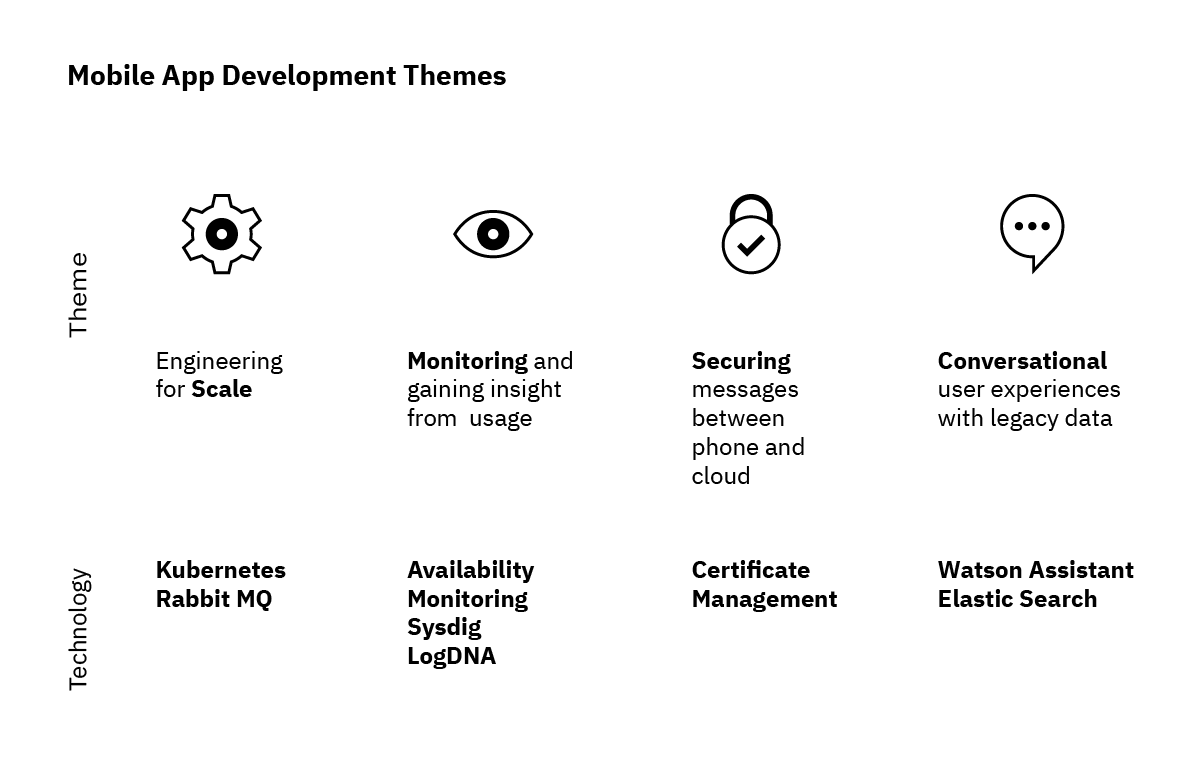 Mobile App Development Themes
Theme
Engineering
for Scale
Monitoring and
gaining insight
from  usage
Securing
messages
between
phone and
cloud
Conversational
user experiences
with legacy data
Technology
Kubernetes
Rabbit MQ
Availability
Monitoring
Sysdig
LogDNA
Certificate
Management
Watson Assistant
Elastic Search